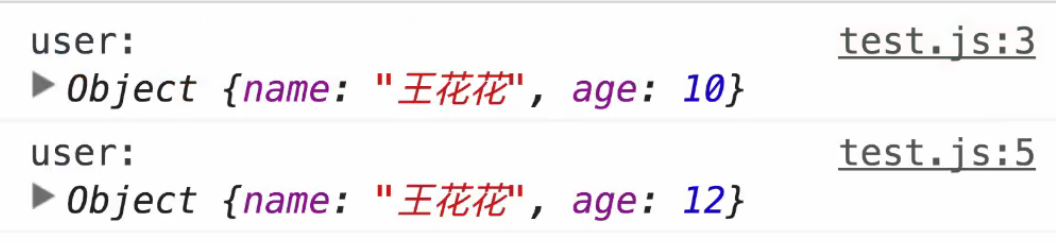 user: test.js:3
▶ Object {name: "王花花", age: 10}
user: test.js:5
▶ Object {name: "王花花", age: 12}